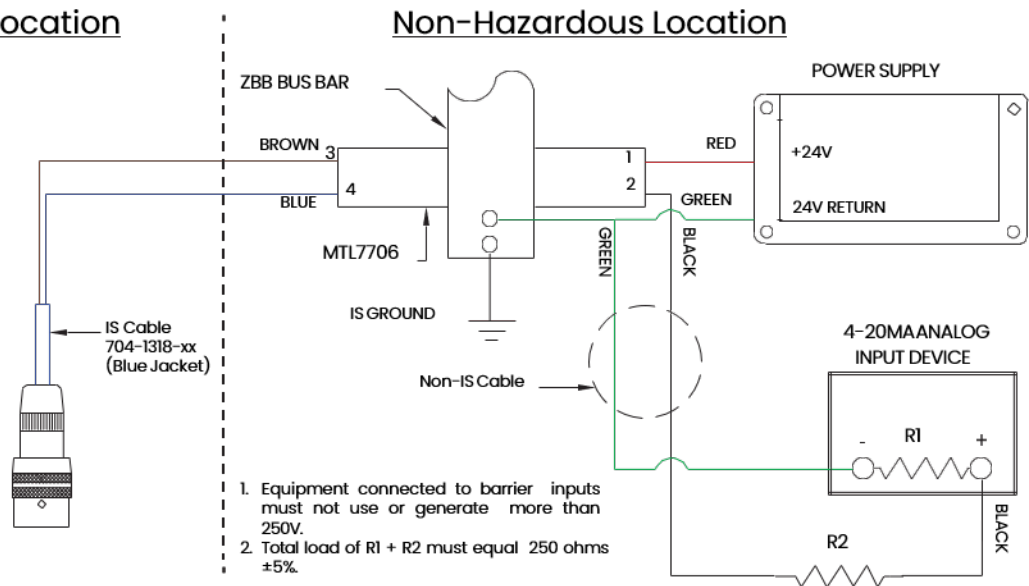 ocation
Non-Hazardous Location
ZBB BUS BAR
POWER SUPPLY
BROWN
3
1
RED
+24V
4
2
BLUE
GREEN
24V RETURN
MTL7706
GREEN
BLACK
IS GROUND
IS Cable
704-1318-xx
(Blue Jacket)
4-20MAANALOG
INPUT DEVICE
Non-IS Cable
-
R1
+
1. Equipment connected to barrier inputs
must not use or generate more than
250V.
2. Total load of R1 + R2 must equal 250 ohms
±5%.
BLACK
R2